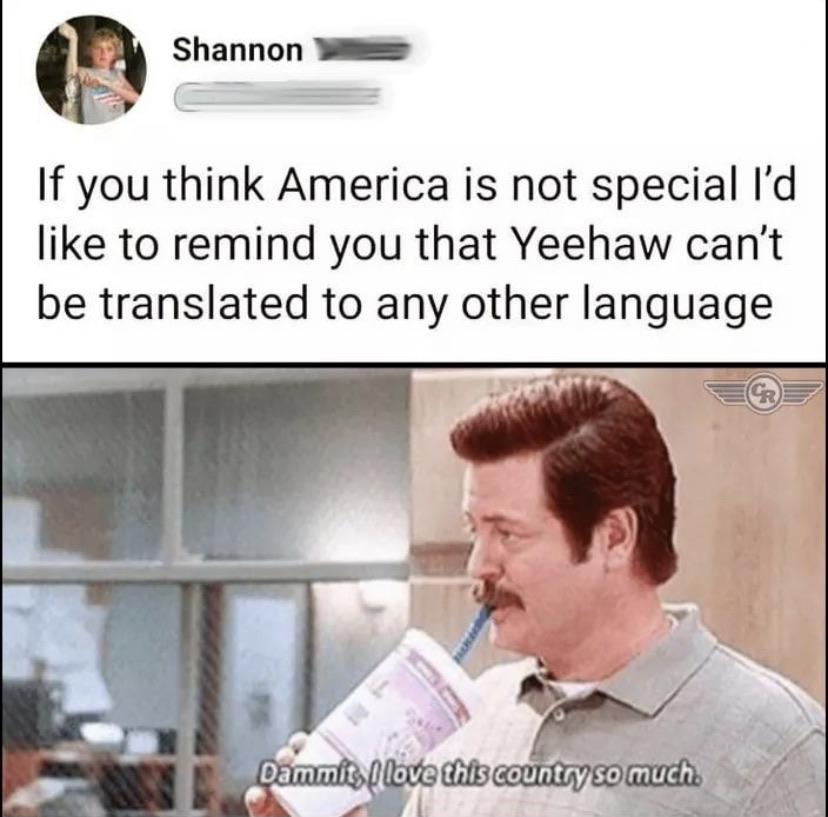 Shannon
If you think America is not special I'd
like to remind you that Yeehaw can't
be translated to any other language
CR
Dammit, I love this country so much.